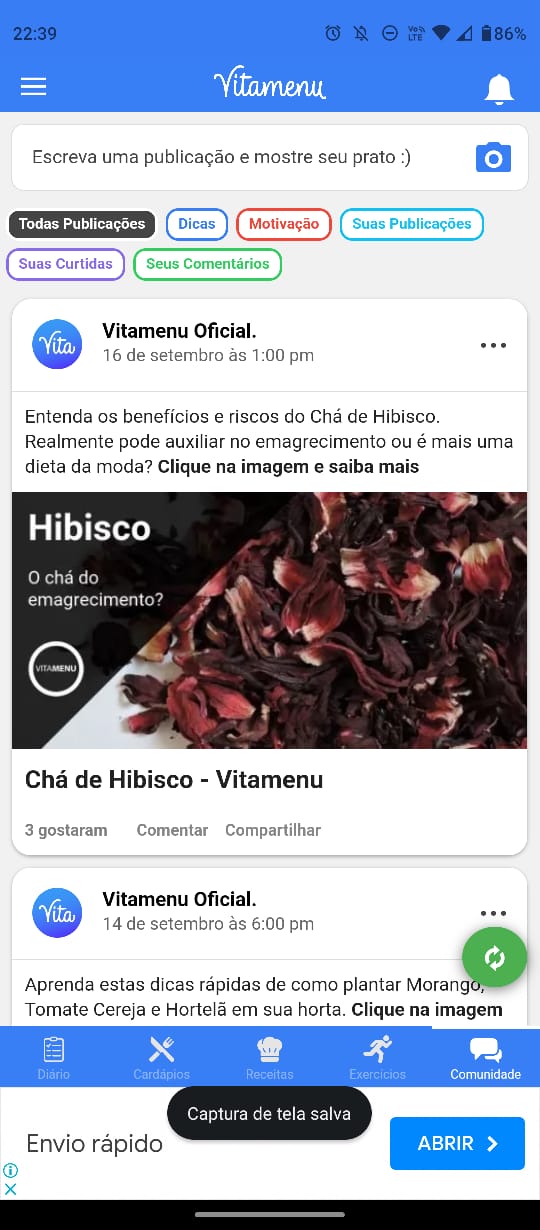 22:39
Vo))
LTE
86%
Vitamenu
Escreva uma publicação e mostre seu prato :)
Todas Publicações
Dicas
Motivação
Suas Publicações
Suas Curtidas
Seus Comentários
Vita
Vitamenu Oficial.
16 de setembro às 1:00 pm
Entenda os benefícios e riscos do Chá de Hibisco.
Realmente pode auxiliar no emagrecimento ou é mais uma
dieta da moda? Clique na imagem e saiba mais
Hibisco
O chá do
emagrecimento?
VITAMENU
Chá de Hibisco - Vitamenu
3 gostaram
Comentar
Compartilhar
Vita
Vitamenu Oficial.
14 de setembro às 6:00 pm
Aprenda estas dicas rápidas de como plantar Morango,
Tomate Cereja e Hortelã em sua horta. Clique na imagem
Diário
Cardápios
Receitas
Exercícios
Comunidade
Captura de tela salva
Envio rápido
ABRIR